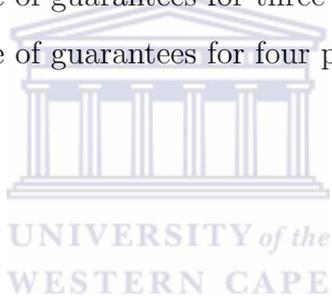 of guarantees for three
of guarantees for four
UNIVERSITY of the
WESTERN CAPE